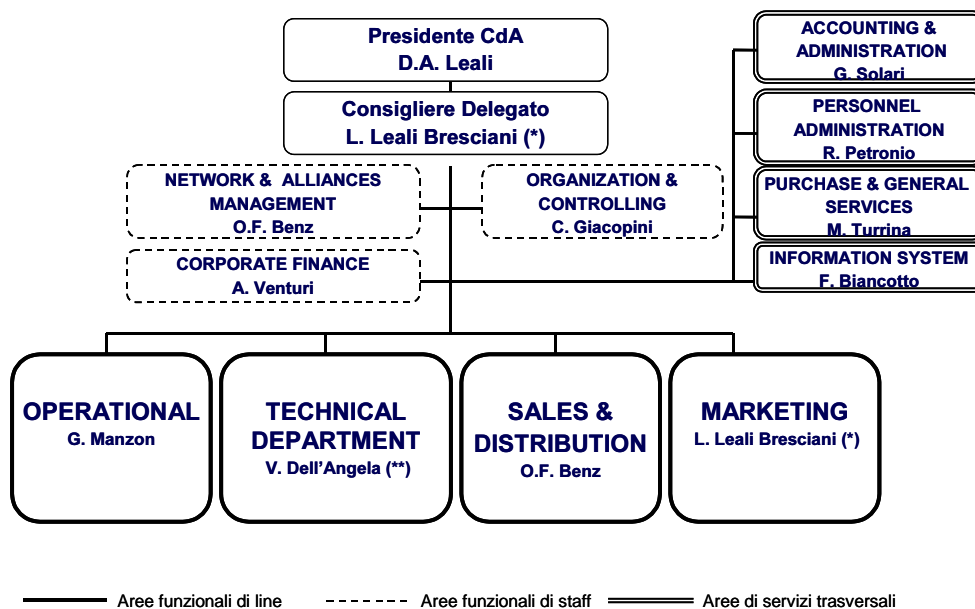 Presidente CdA
D.A. Leali
Consigliere Delegato
L. Leali Bresciani (*)
NETWORK & ALLIANCES
MANAGEMENT
O.F. Benz
ORGANIZATION &
CONTROLLING
C. Giacopini
CORPORATE FINANCE
A. Venturi
ACCOUNTING &
ADMINISTRATION
G. Solari
PERSONNEL
ADMINISTRATION
R. Petronio
PURCHASE & GENERAL
SERVICES
M. Turrina
INFORMATION SYSTEM
F. Biancotto
OPERATIONAL
G. Manzon
TECHNICAL
DEPARTMENT
V. Dell'Angela (**)
SALES &
DISTRIBUTION
O.F. Benz
MARKETING
L. Leali Bresciani (*)
Aree funzionali di line
Aree funzionali di staff
Aree di servizi trasversali